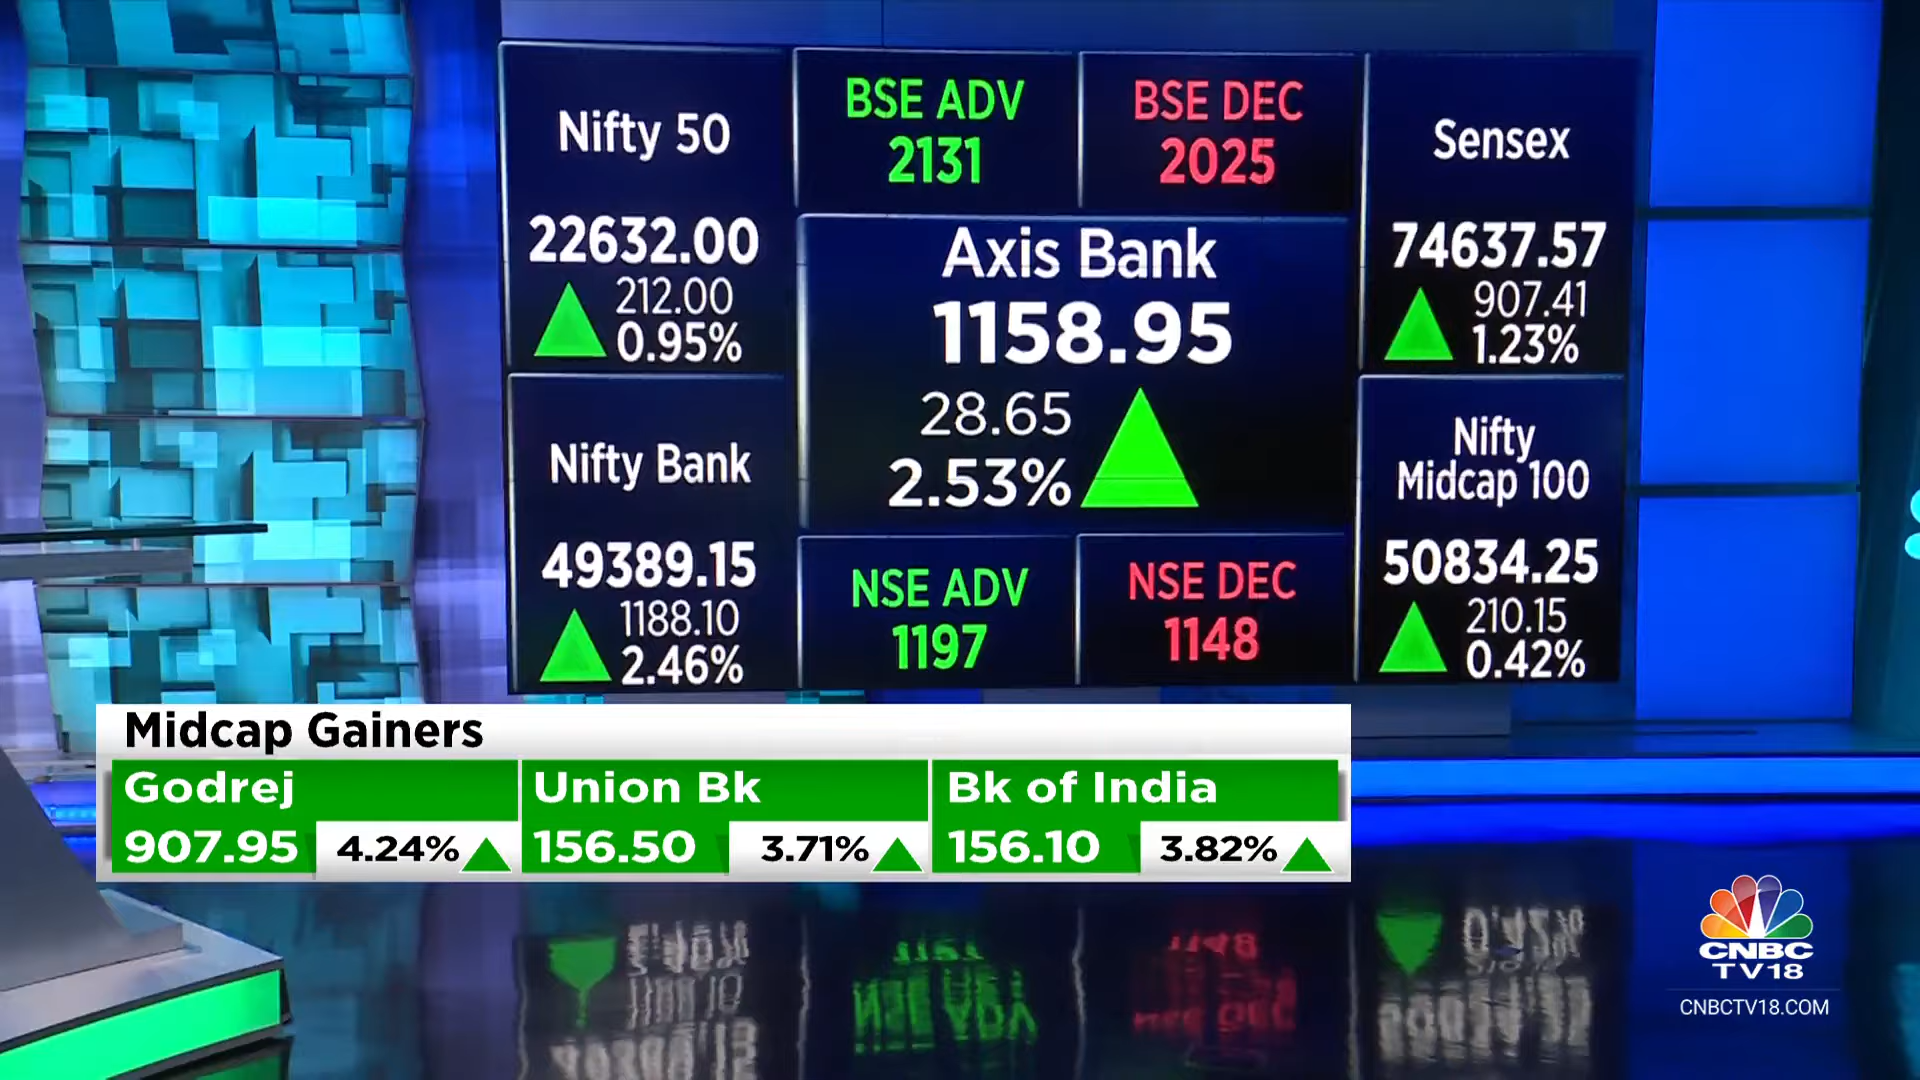 Nifty 50
22632.00
212.00
0.95%
BSE ADV
2131
BSE DEC
2025
Sensex
74637.57
907.41
1.23%
Axis Bank
1158.95
28.65
2.53%
Nifty Bank
49389.15
1188.10
2.46%
NSE ADV
1197
NSE DEC
1148
Nifty
Midcap 100
50834.25
210.15
0.42%
Midcap Gainers
Godrej
907.95 4.24%
Union Bk
156.50 3.71%
Bk of India
156.10 3.82%
CNBC
TV18
CNBCTV18.COM